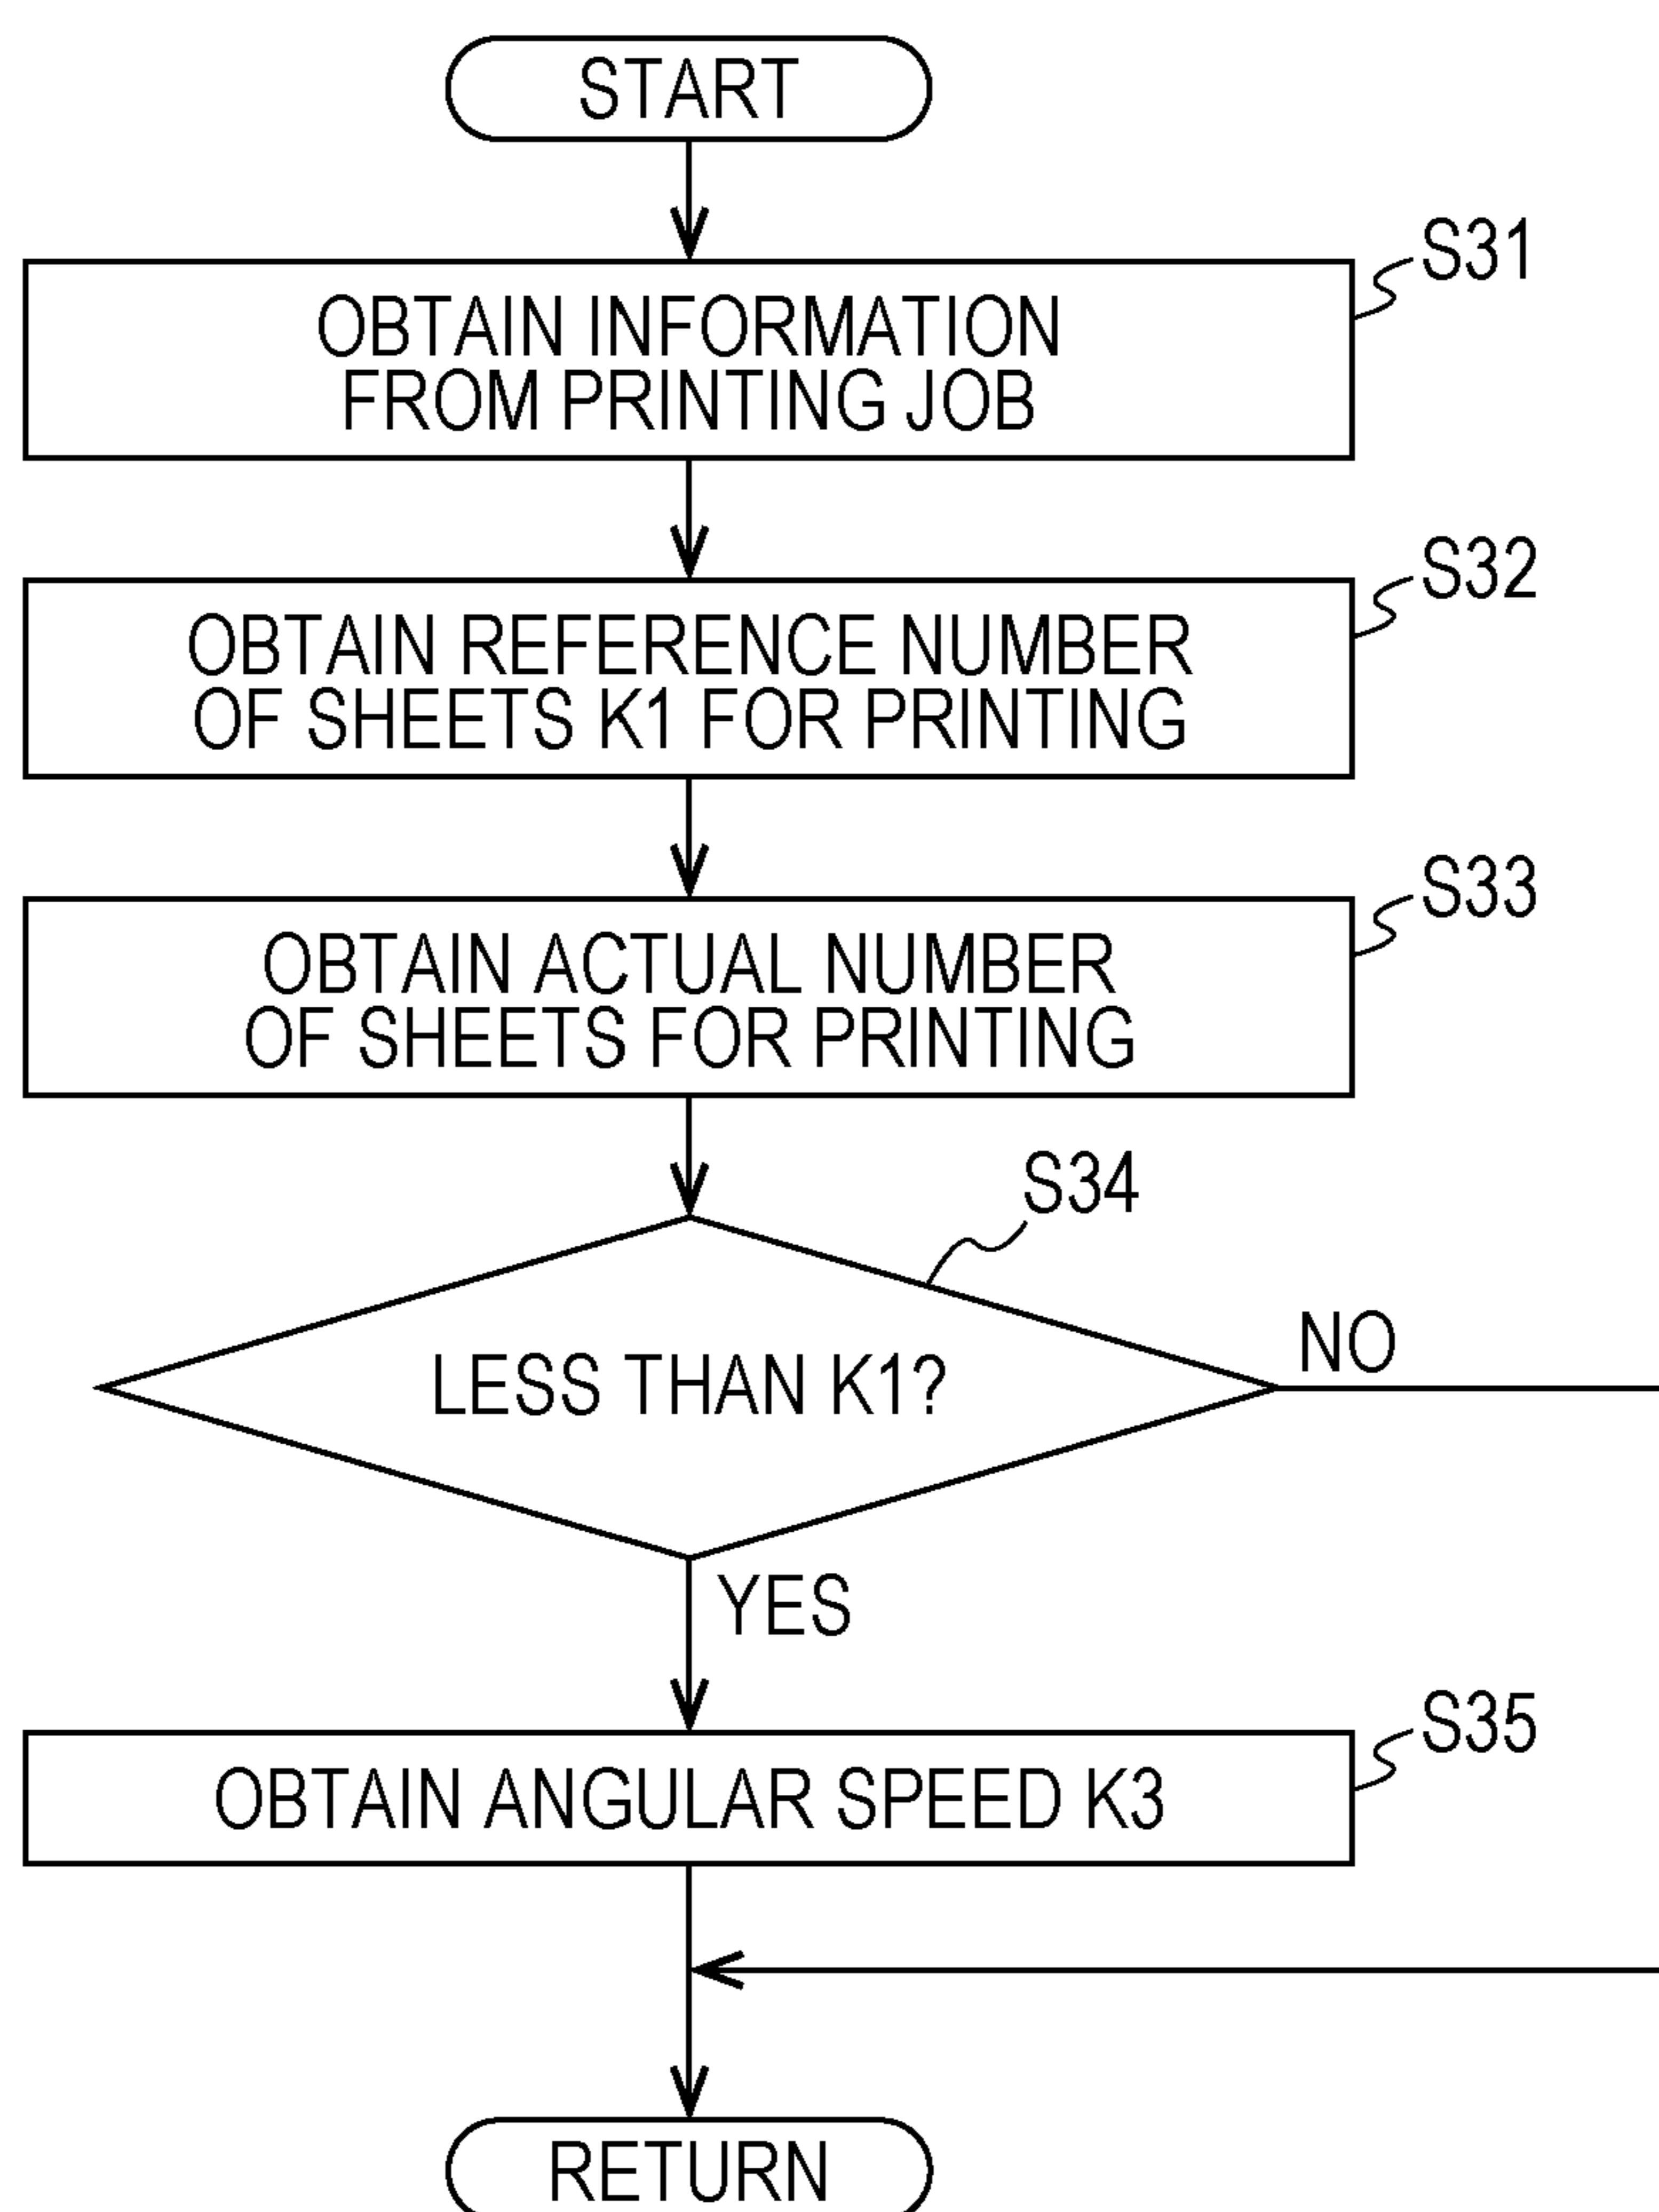 START
S31
OBTAIN INFORMATION
FROM PRINTING JOB
S32
OBTAIN REFERENCE NUMBER
OF SHEETS K1 FOR PRINTING
S33
OBTAIN ACTUAL NUMBER
OF SHEETS FOR PRINTING
S34
NO
LESS THAN K1?
YES
S35
OBTAIN ANGULAR SPEED K3
RETURN